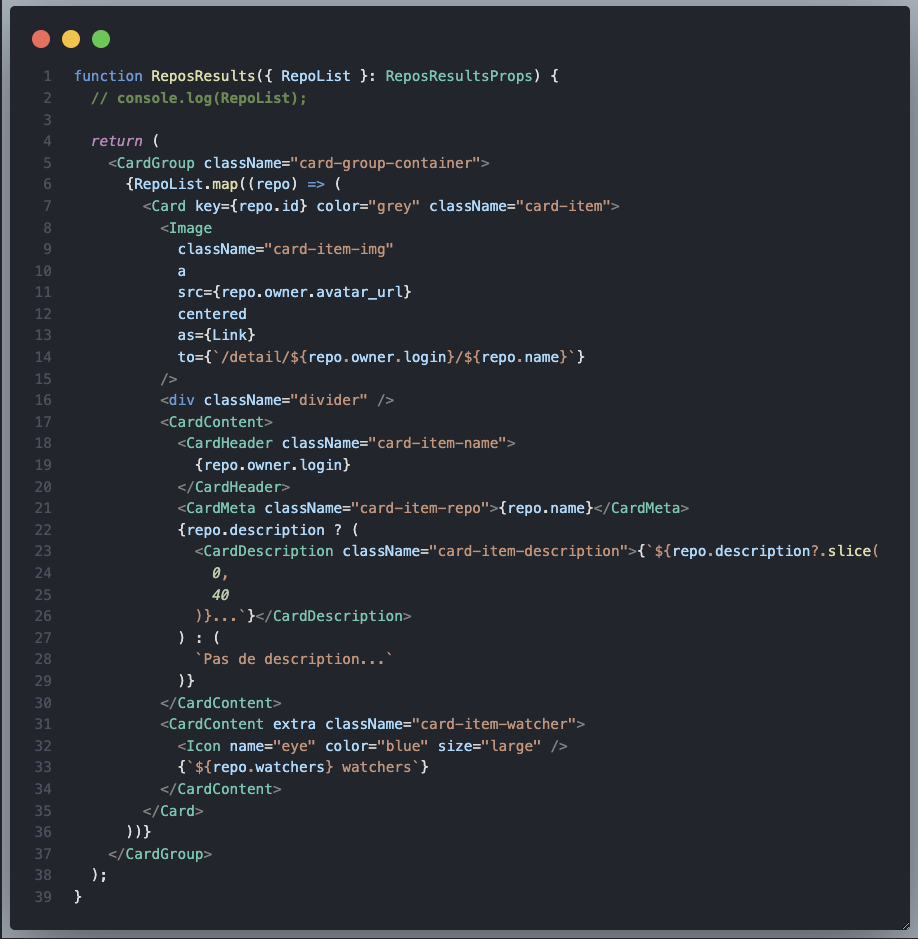 1 function ReposResults({ RepoList }: ReposResultsProps) {
2   // console.log(RepoList);
3
4   return (
5     <CardGroup className="card-group-container">
6       {RepoList.map((repo) => (
7         <Card key={repo.id} color="grey" className="card-item">
8           <Image
9             className="card-item-img"
10             a
11             src={repo.owner.avatar_url}
12             centered
13             as={Link}
14             to={`/detail/${repo.owner.login}/${repo.name}`}
15           />
16           <div className="divider" />
17           <CardContent>
18             <CardHeader className="card-item-name">
19               {repo.owner.login}
20             </CardHeader>
21             <CardMeta className="card-item-repo">{repo.name}</CardMeta>
22             {repo.description ? (
23               <CardDescription className="card-item-description">{`${repo.description?.slice(
24                 0,
25                 40
26               )}...`}</CardDescription>
27             ) : (
28               `Pas de description...`
29             )}
30           </CardContent>
31           <CardContent extra className="card-item-watcher">
32             <Icon name="eye" color="blue" size="large" />
33             {`${repo.watchers} watchers`}
34           </CardContent>
35         </Card>
36       ))}
37     </CardGroup>
38   );
39 }